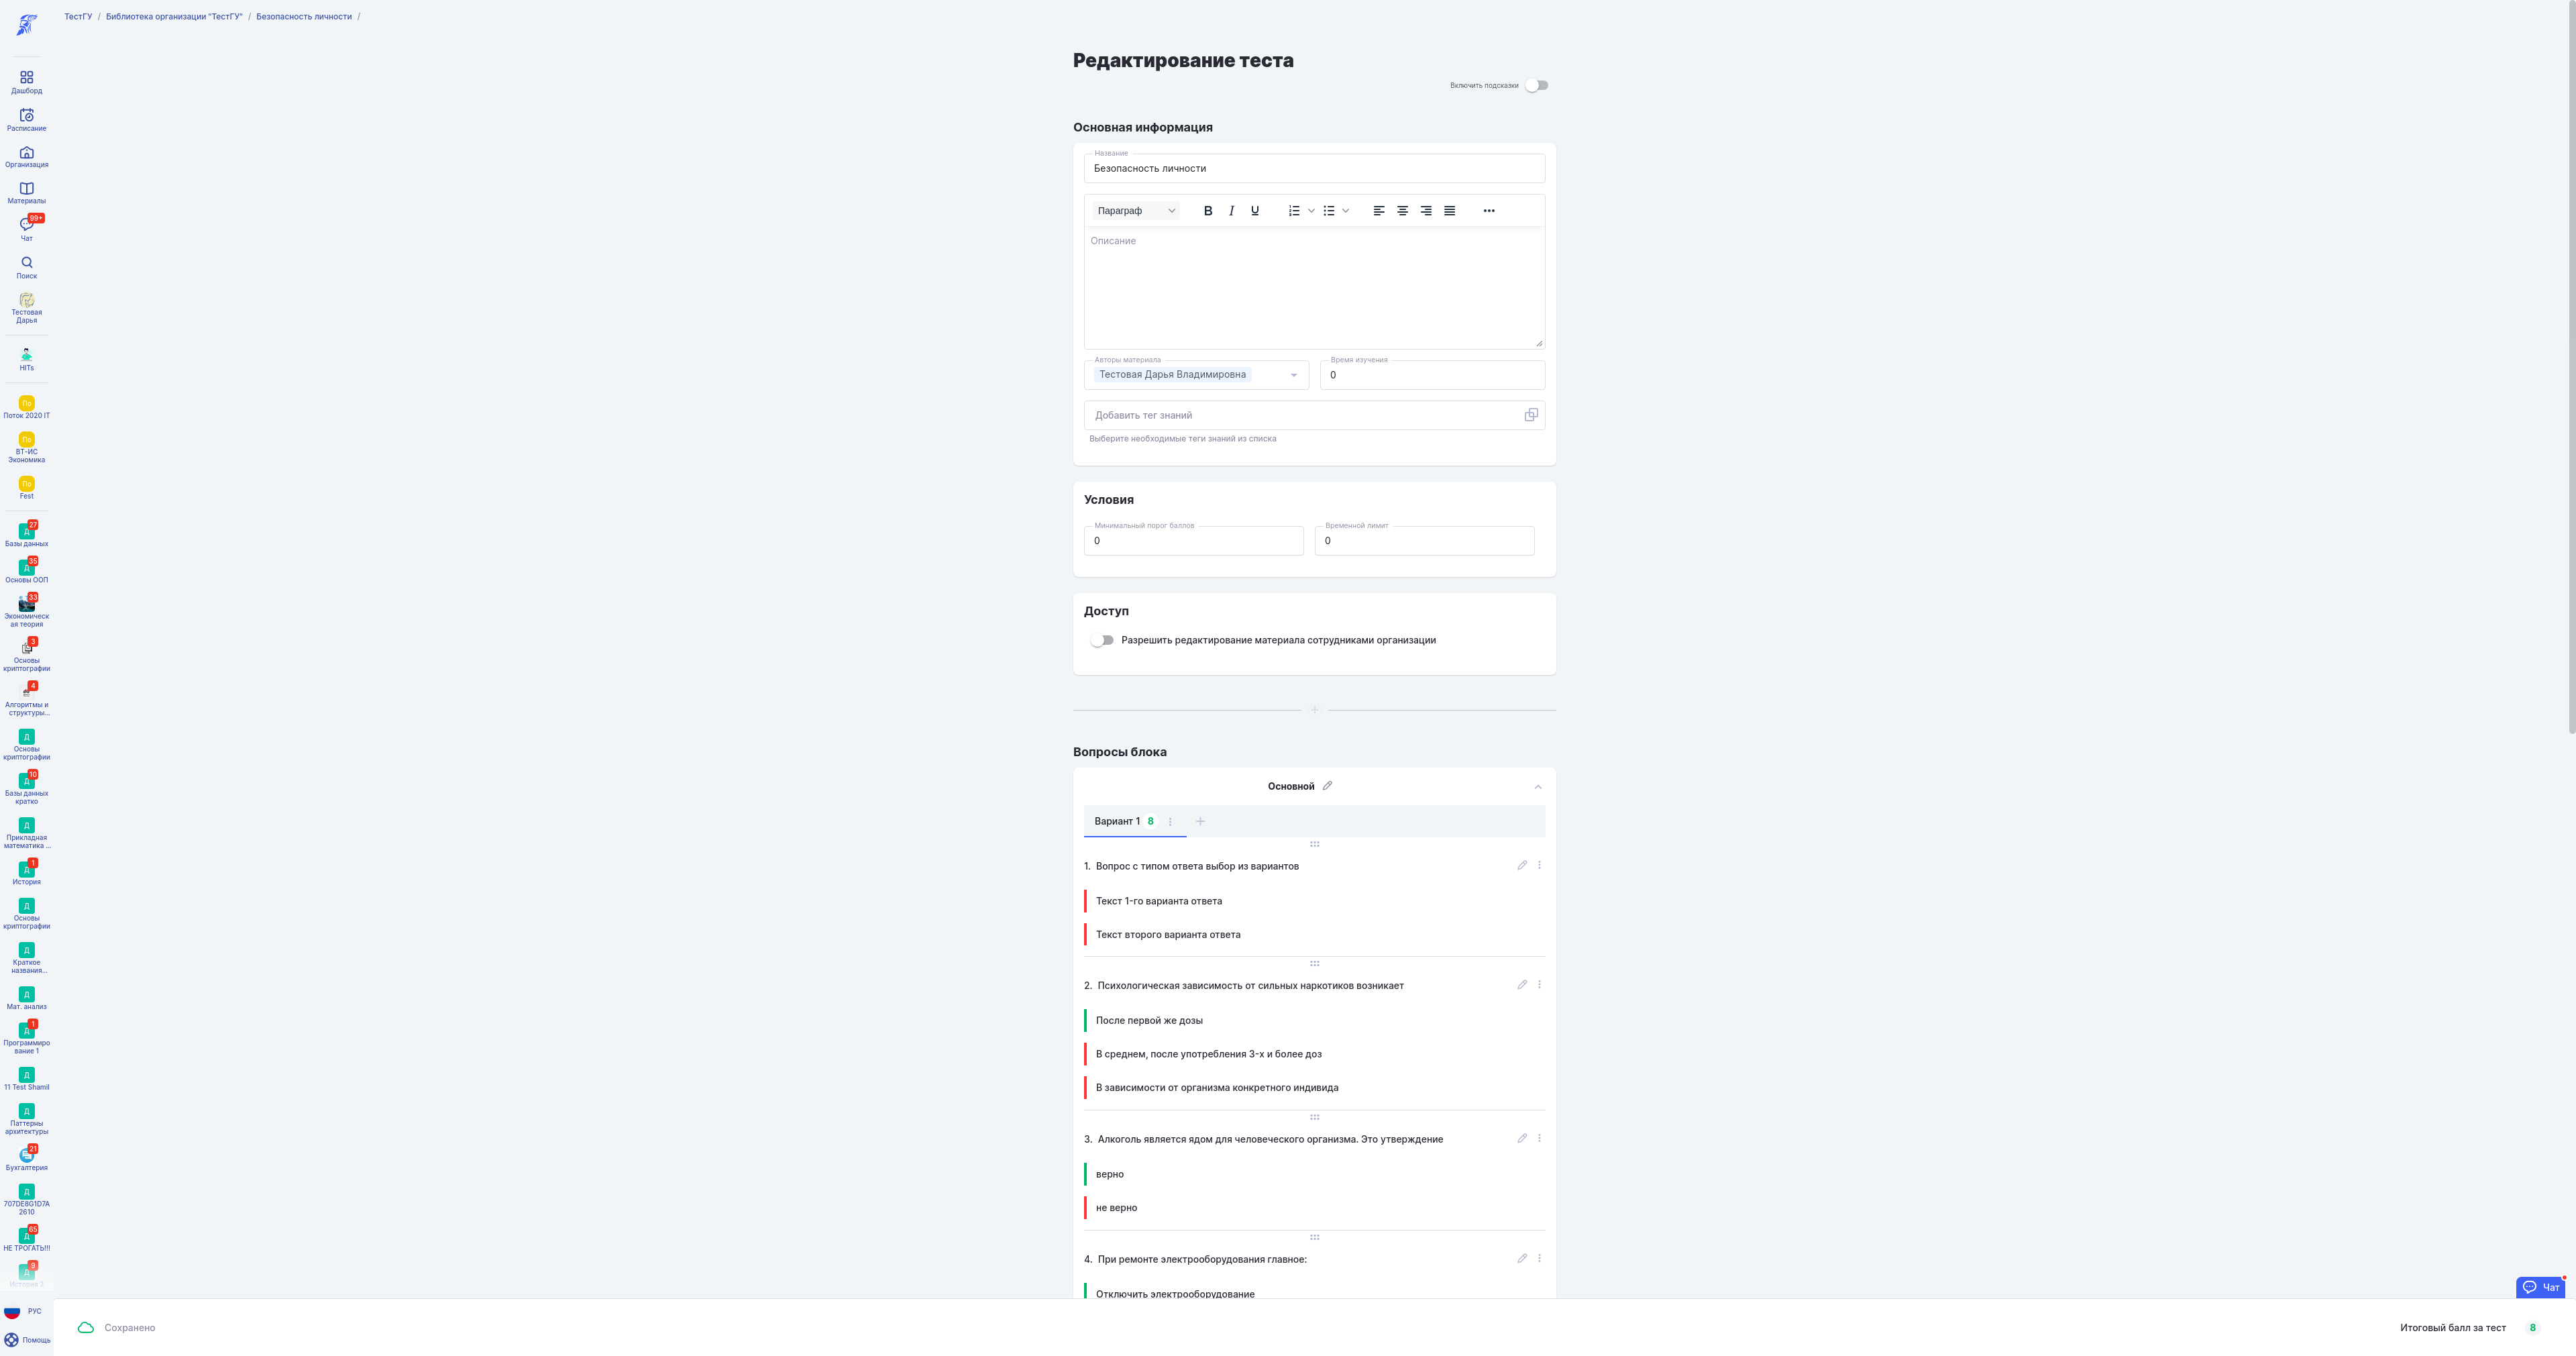 ТестГУ / Библиотека организации "ТестГУ" / Безопасность личности /
Дашборд
Расписание
Организация
Материалы
99+
Чат
Поиск
Тестовая
Дарья
HITs
По
Поток 2020 IT
По
ВТ-ИС
Экономика
По
Fest
27
Д
Базы данных
35
Д
Основы ООП
33
Экономическ
ая теория
3
Основы
криптографии
4
Алгоритмы и
структуры...
Д
Основы
криптографии
10
Д
Базы данных
кратко
Д
Прикладная
математика ...
1
Д
История
Д
Основы
криптографии
Д
Краткое
названия...
Д
Мат. анализ
1
Д
Программиро
вание 1
Д
11 Test Shamil
Д
Паттерны
архитектуры
21
Бухгалтерия
Д
707DE8G1D7A
2610
65
Д
НЕ ТРОГАТЬ!!!
9
Д
История 2
РУС
Помощь
Редактирование теста
Включить подсказки
Основная информация
Название
Безопасность личности
Параграф B I U
Описание
Авторы материала
Тестовая Дарья Владимировна
Время изучения
0
Добавить тег знаний
Выберите необходимые теги знаний из списка
Условия
Минимальный порог баллов
0
Временной лимит
0
Доступ
Разрешить редактирование материала сотрудниками организации
Вопросы блока
Основной
Вариант 1 8
1. Вопрос с типом ответа выбор из вариантов
Текст 1-го варианта ответа
Текст второго варианта ответа
2. Психологическая зависимость от сильных наркотиков возникает
После первой же дозы
В среднем, после употребления 3-х и более доз
В зависимости от организма конкретного индивида
3. Алкоголь является ядом для человеческого организма. Это утверждение
верно
не верно
4. При ремонте электрооборудования главное:
Отключить электрооборудование
Чат
Сохранено
Итоговый балл за тест 8